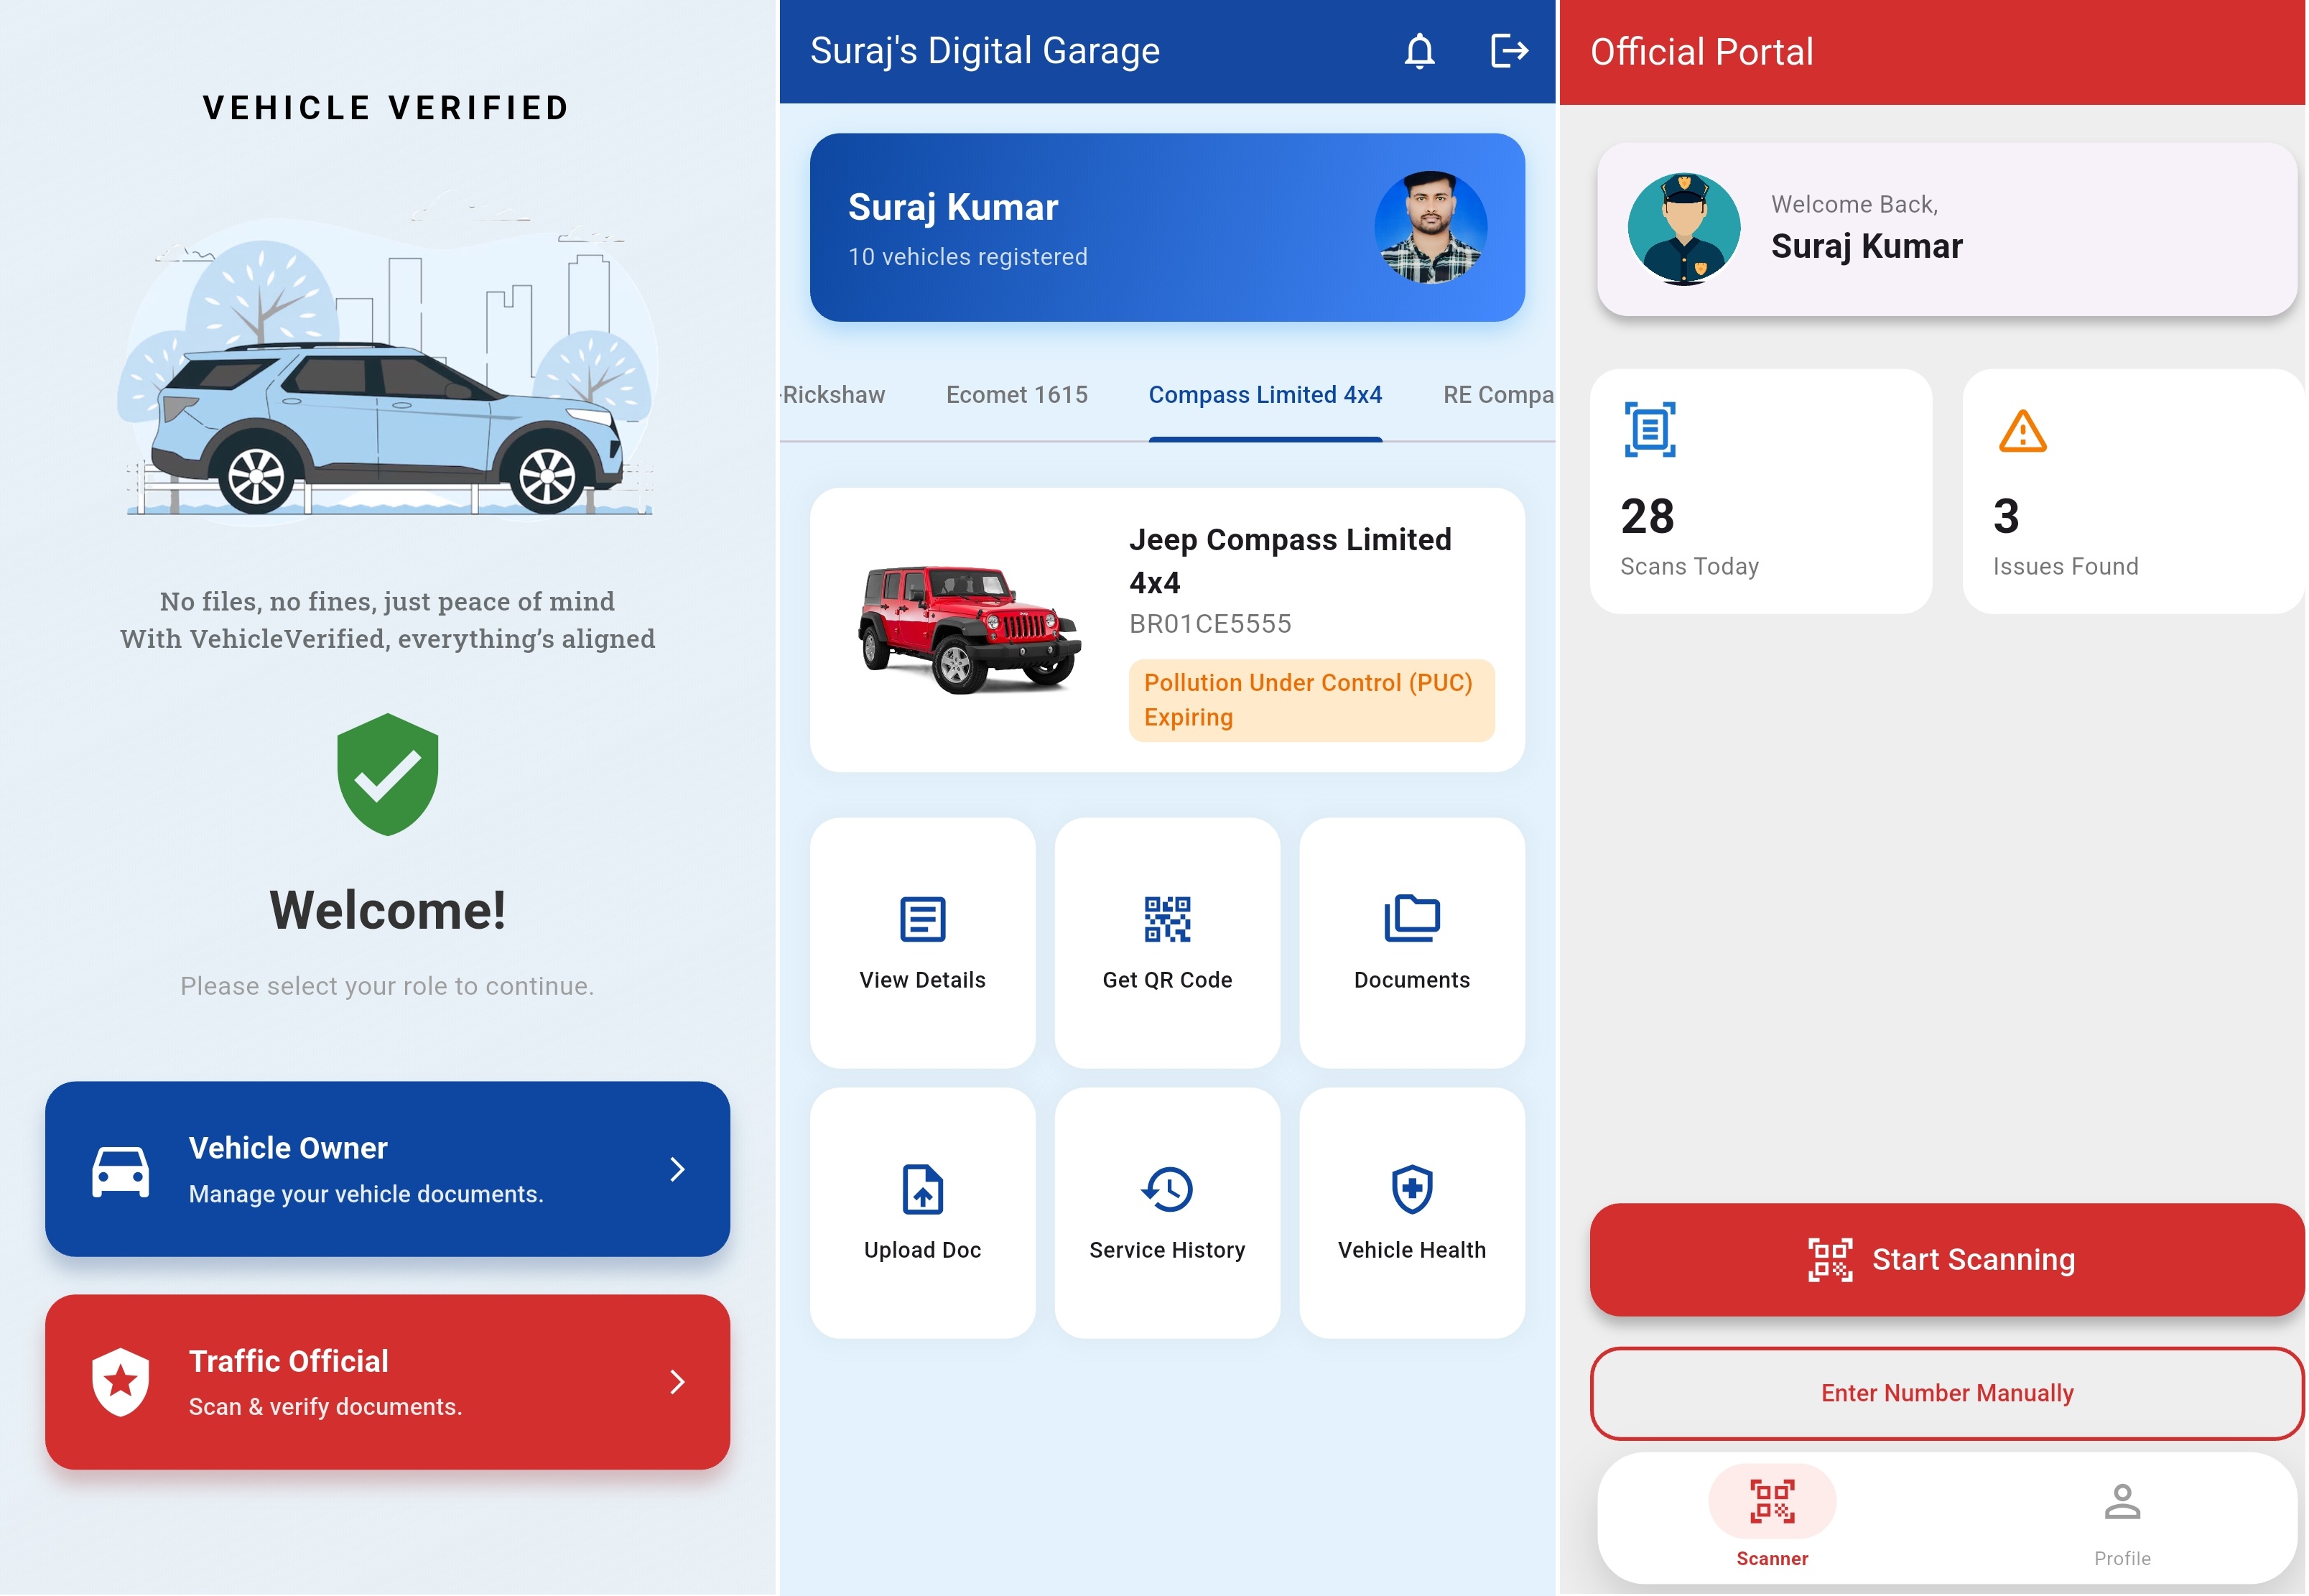 VEHICLE VERIFIED
No files, no fines, just peace of mind
With VehicleVerified, everything’s aligned
Welcome!
Please select your role to continue.
Vehicle Owner
Manage your vehicle documents.
Traffic Official
Scan & verify documents.
Suraj's Digital Garage
Suraj Kumar
10 vehicles registered
-Rickshaw Ecomet 1615 Compass Limited 4x4 RE Compa
Jeep Compass Limited
4x4
BR01CE5555
Pollution Under Control (PUC)
Expiring
View Details Get QR Code Documents
Upload Doc Service History Vehicle Health
Official Portal
Welcome Back,
Suraj Kumar
28 3
Scans Today Issues Found
Start Scanning
Enter Number Manually
Scanner Profile